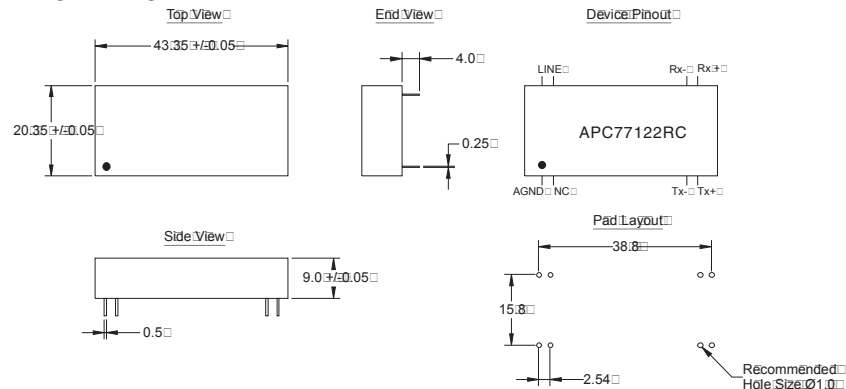 Top View
End View
Device Pinout
43.35 +/-0.05
4.0
LINE
Rx-
Rx+
20.35 +/-0.05
APC77122RC
0.25
AGND
NC
Tx-
Tx+
Pad Layout
Side View
38.8
9.0 +/-0.05
15.8
0.5
2.54
Recommended
Hole Size Ø1.0